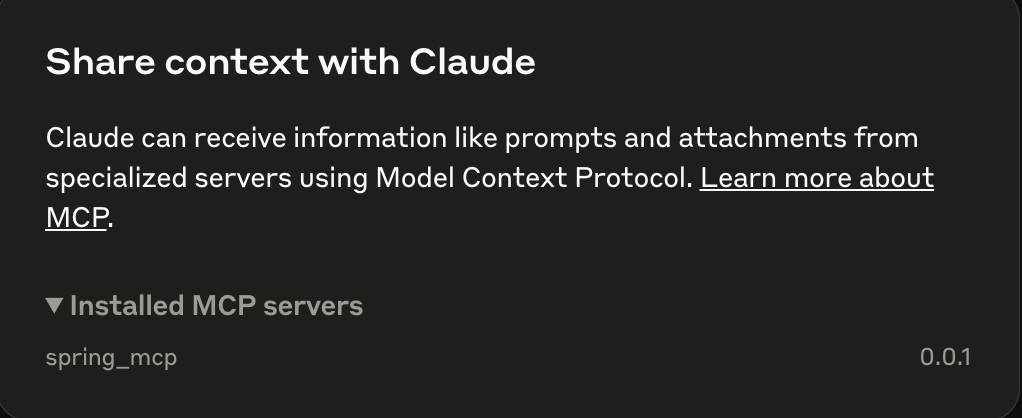 Share context with Claude
Claude can receive information like prompts and attachments from
specialized servers using Model Context Protocol. Learn more about
MCP.
▼ Installed MCP servers
spring_mcp 0.0.1